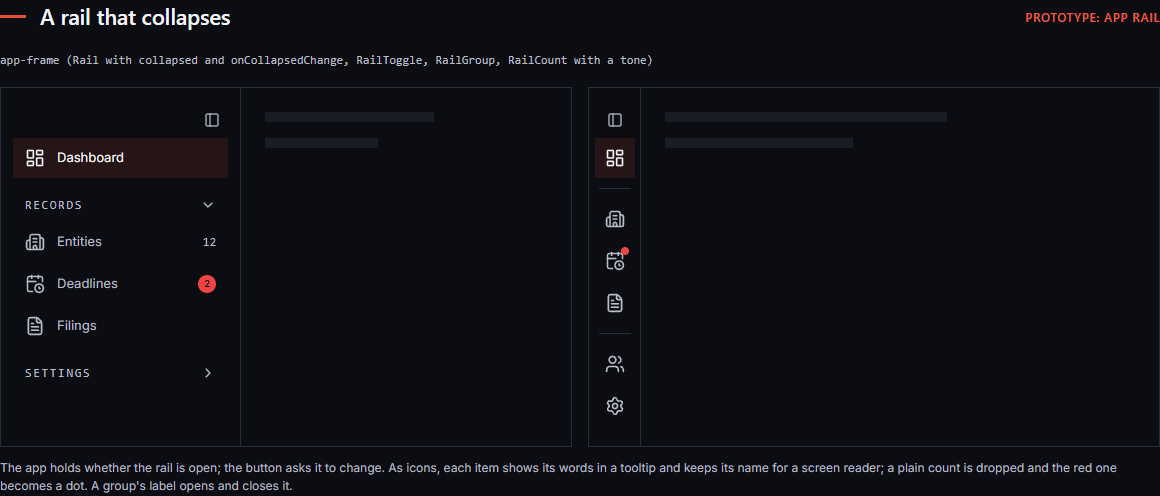 A rail that collapses
PROTOTYPE: APP RAIL
app-frame (Rail with collapsed and onCollapsedChange, RailToggle, RailGroup, RailCount with a tone)
Dashboard
RECORDS
Entities 12
Deadlines 2
Filings
SETTINGS
The app holds whether the rail is open; the button asks it to change. As icons, each item shows its words in a tooltip and keeps its name for a screen reader; a plain count is dropped and the red one
becomes a dot. A group's label opens and closes it.